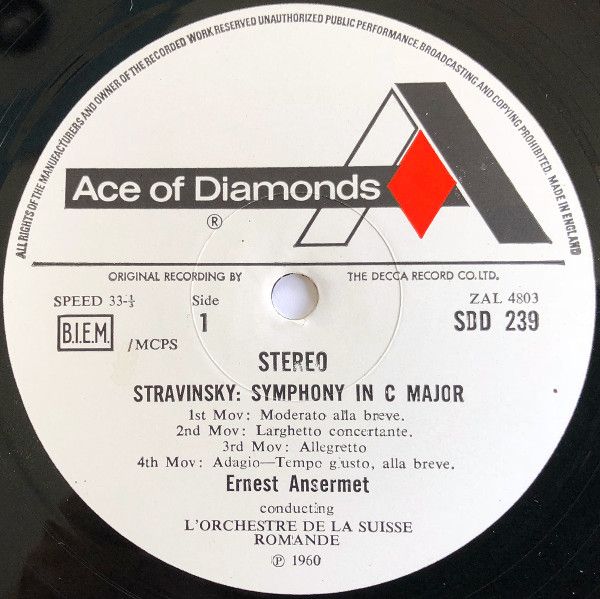 ALL RIGHTS OF THE MANUFACTURERS AND OWNER OF THE RECORDED WORK RESERVED UNAUTHORIZED PUBLIC PERFORMANCE, BROADCASTING AND COPYING PROHIBITED. MADE IN ENGLAND
Ace of Diamonds
®
ORIGINAL RECORDING BY THE DECCA RECORD CO. LTD.
SPEED 33-⅓ Side ZAL 4803
1 SDD 239
B.I.E.M. /MCPS
STEREO
STRAVINSKY: SYMPHONY IN C MAJOR
1st Mov: Moderato alla breve.
2nd Mov: Larghetto concertante.
3rd Mov: Allegretto
4th Mov: Adagio—Tempo giusto, alla breve.
Ernest Ansermet
conducting
L'ORCHESTRE DE LA SUISSE
ROMANDE
℗ 1960